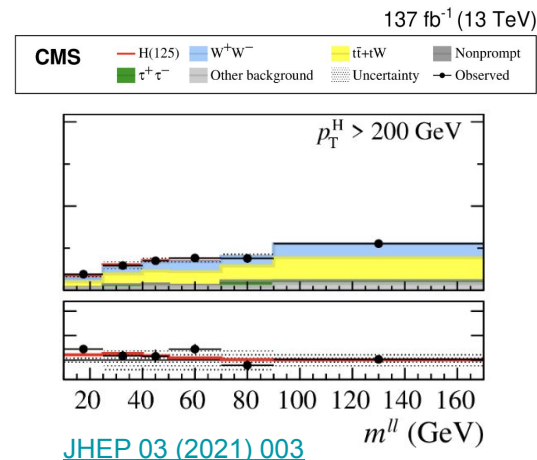 137 fb⁻¹ (13 TeV)
CMS H(125) W⁺W⁻ tt̄+tW Nonprompt
τ⁺τ⁻ Other background Uncertainty Observed
p_T^H > 200 GeV
20 40 60 80 100 120 140 160
m^{ll} (GeV)
JHEP 03 (2021) 003